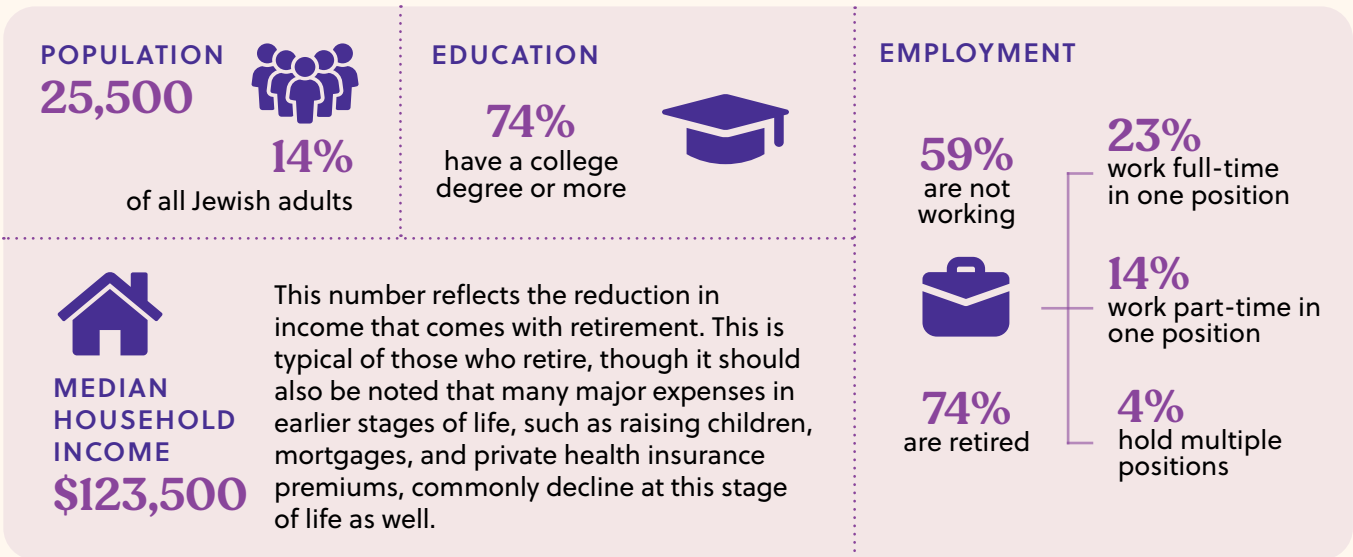 POPULATION
25,500
14%
of all Jewish adults
EDUCATION
74%
have a college
degree or more
MEDIAN
HOUSEHOLD
INCOME
$123,500
This number reflects the reduction in
income that comes with retirement. This is
typical of those who retire, though it should
also be noted that many major expenses in
earlier stages of life, such as raising children,
mortgages, and private health insurance
premiums, commonly decline at this stage
of life as well.
EMPLOYMENT
59%
are not
working
74%
are retired
23%
work full-time
in one position
14%
work part-time in
one position
4%
hold multiple
positions